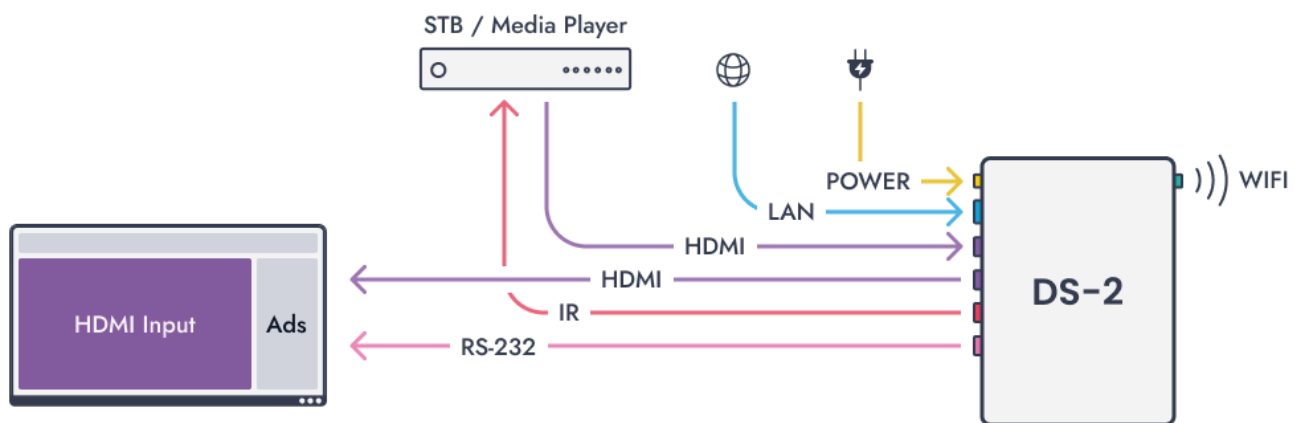 STB / Media Player
POWER
WIFI
LAN
HDMI
HDMI
DS-2
HDMI Input
Ads
IR
RS-232